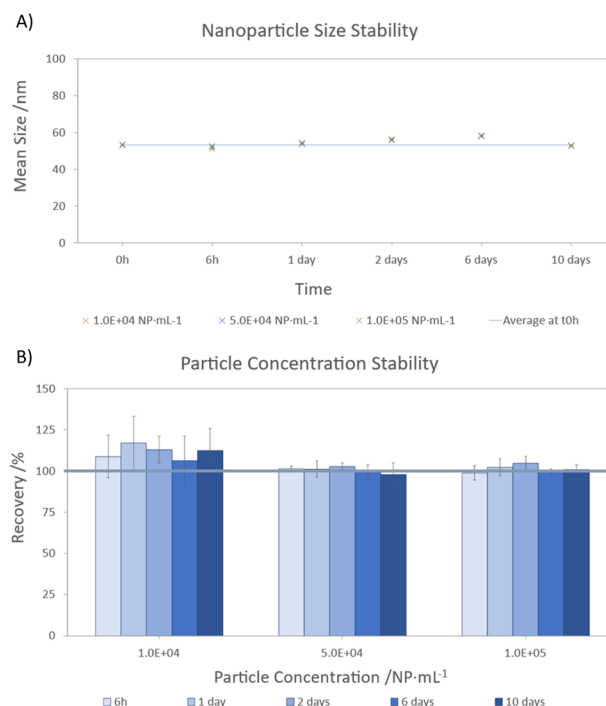 A)
Nanoparticle Size Stability
100
80
60
40
20
0
Mean Size /nm
0h 6h 1 day 2 days 6 days 10 days
Time
1.0E+04 NP·mL-1 5.0E+04 NP·mL-1 1.0E+05 NP·mL-1 Average at t0h
B)
Particle Concentration Stability
150
125
100
75
50
25
0
Recovery /%
1.0E+04 5.0E+04 1.0E+05
Particle Concentration /NP·mL⁻¹
6h 1 day 2 days 6 days 10 days